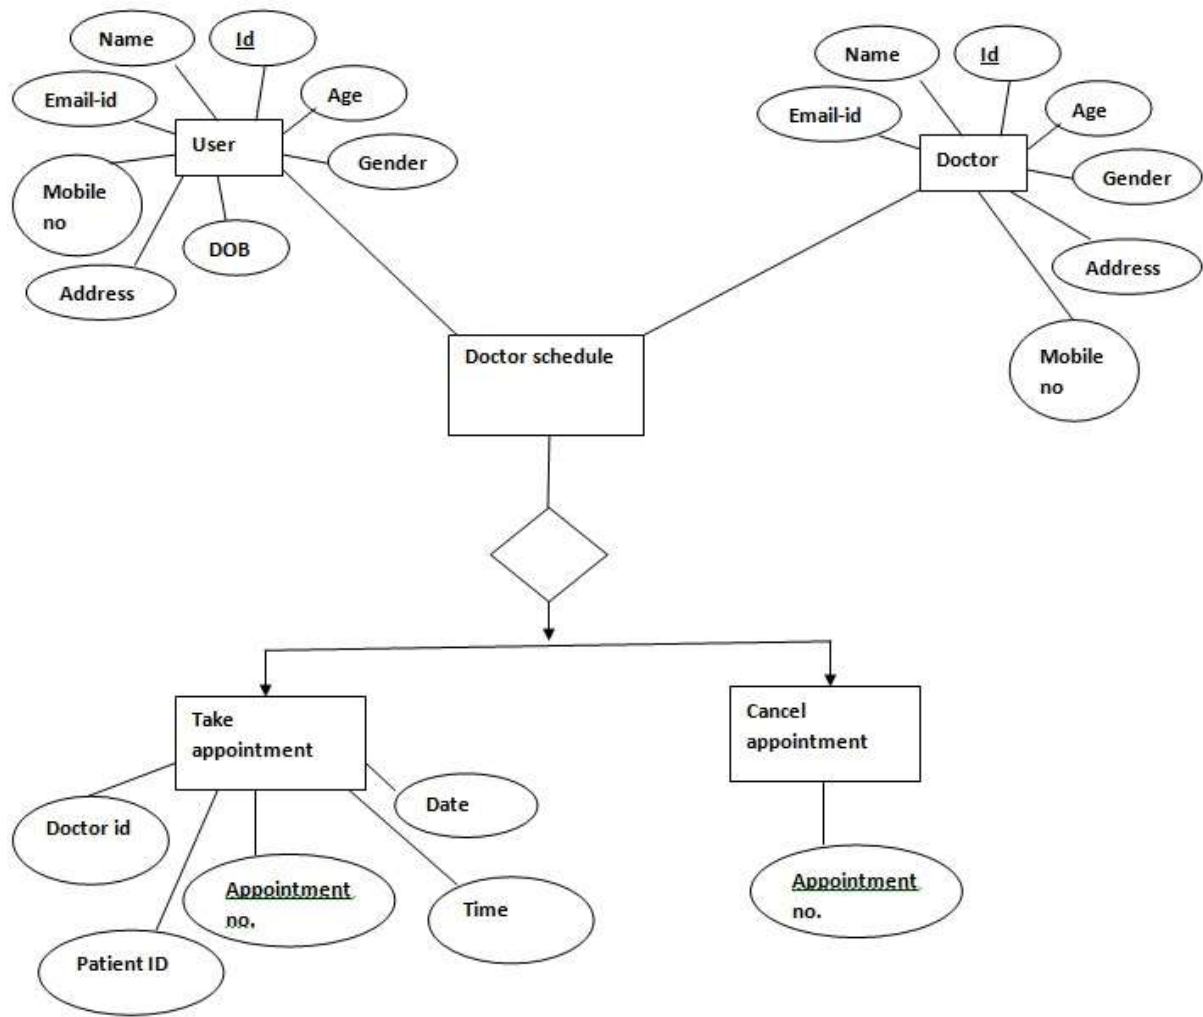 Name
Id
Email-id
Age
User
Gender
Mobile
no
DOB
Address
Name
Id
Email-id
Age
Doctor
Gender
Address
Mobile
no
Doctor schedule
Take
appointment
Doctor id
Patient ID
Appointment
no.
Time
Date
Cancel
appointment
Appointment
no.